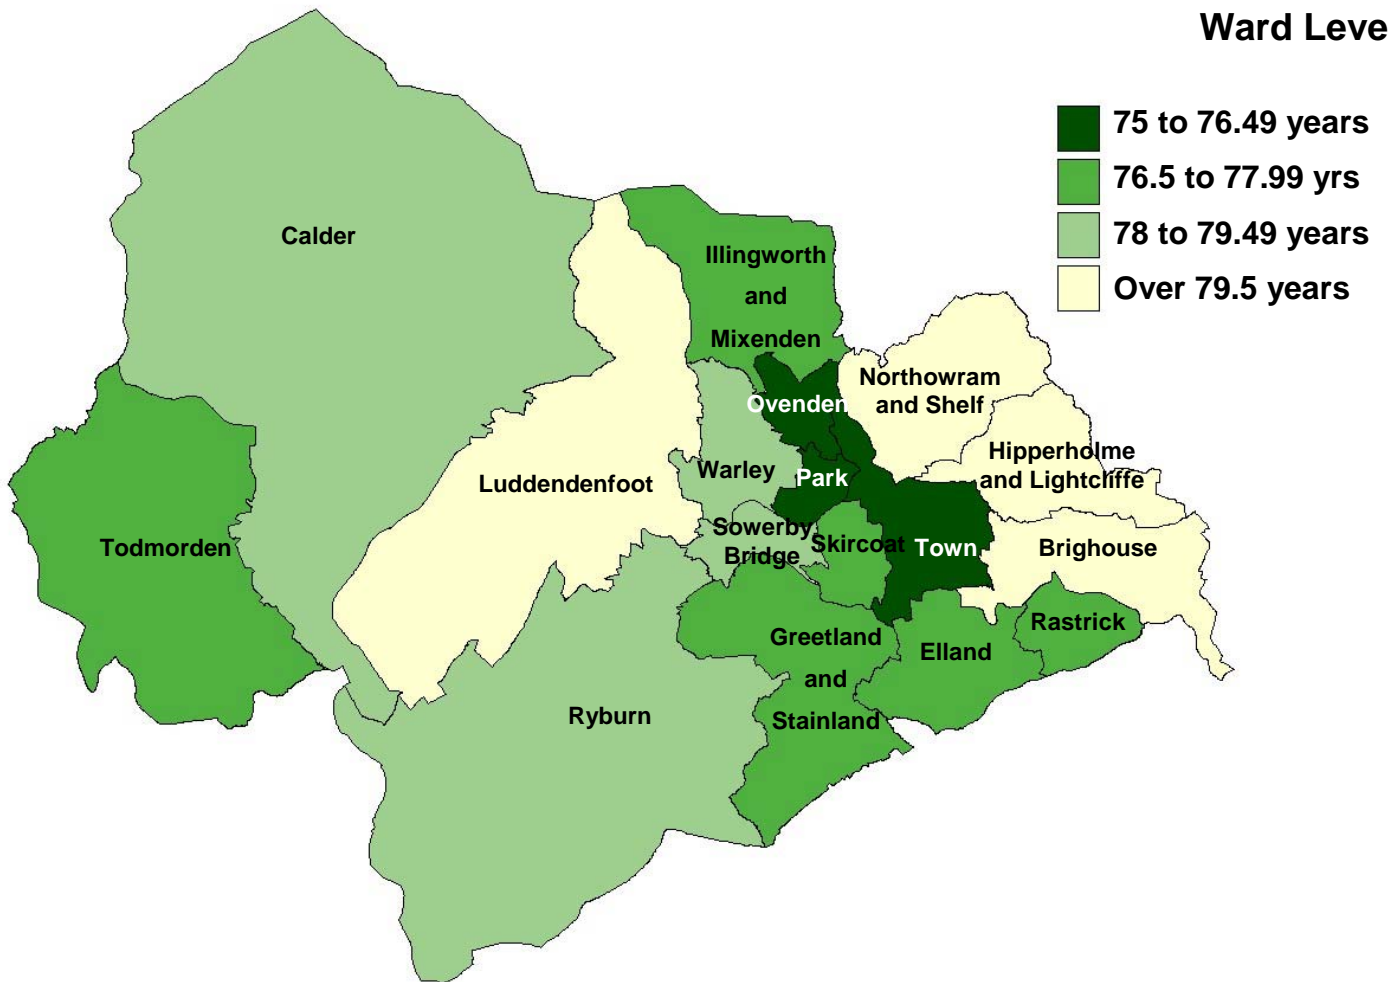 Ward Leve
75 to 76.49 years
76.5 to 77.99 yrs
78 to 79.49 years
Over 79.5 years
Calder
Illingworth
and
Mixenden
Northowram
and Shelf
Ovenden
Hipperholme
and Lightcliffe
Luddendenfoot
Warley
Park
Todmorden
Sowerby
Bridge
Skircoat
Town
Brighouse
Rastrick
Greetland
and
Stainland
Elland
Ryburn